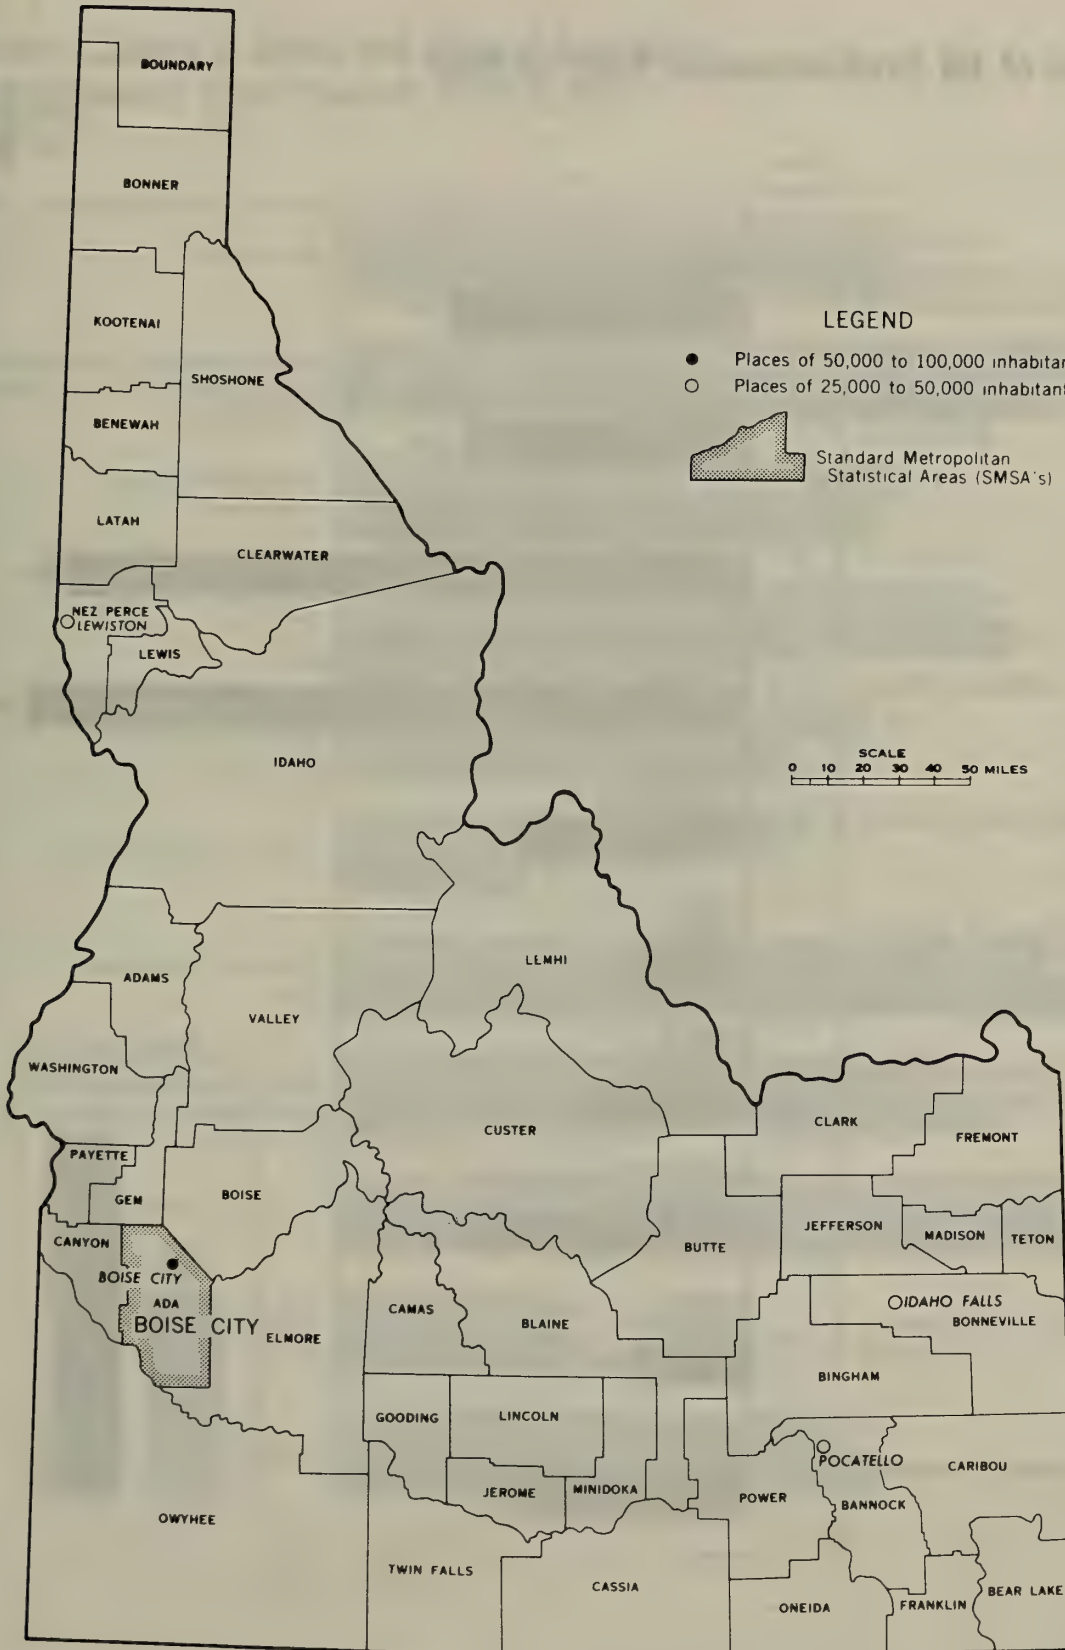 BOUNDARY
BONNER
KOOTENAI
SHOSHONE
BENEWAH
LATAH
CLEARWATER
NEZ PERCE
LEWISTON
LEWIS
IDAHO
LEGEND
Places of 50,000 to 100,000 inhabitan
Places of 25,000 to 50,000 inhabitant
Standard Metropolitan
Statistical Areas (SMSA's)
SCALE
0 10 20 30 40 50 MILES
LEMHI
ADAMS
VALLEY
WASHINGTON
CUSTER
CLARK
FREMONT
PAYETTE
GEM
BOISE
BUTTE
JEFFERSON
MADISON
TETON
CANYON
BOISE CITY
ADA
BOISE CITY
ELMORE
CAMAS
BLAINE
IDAHO FALLS
BONNEVILLE
BINGHAM
GOODING
LINCOLN
JEROME
MINIDOKA
POWER
POCATELLO
BANNOCK
CARIBOU
OWYHEE
TWIN FALLS
CASSIA
ONEIDA
FRANKLIN
BEAR LAKE